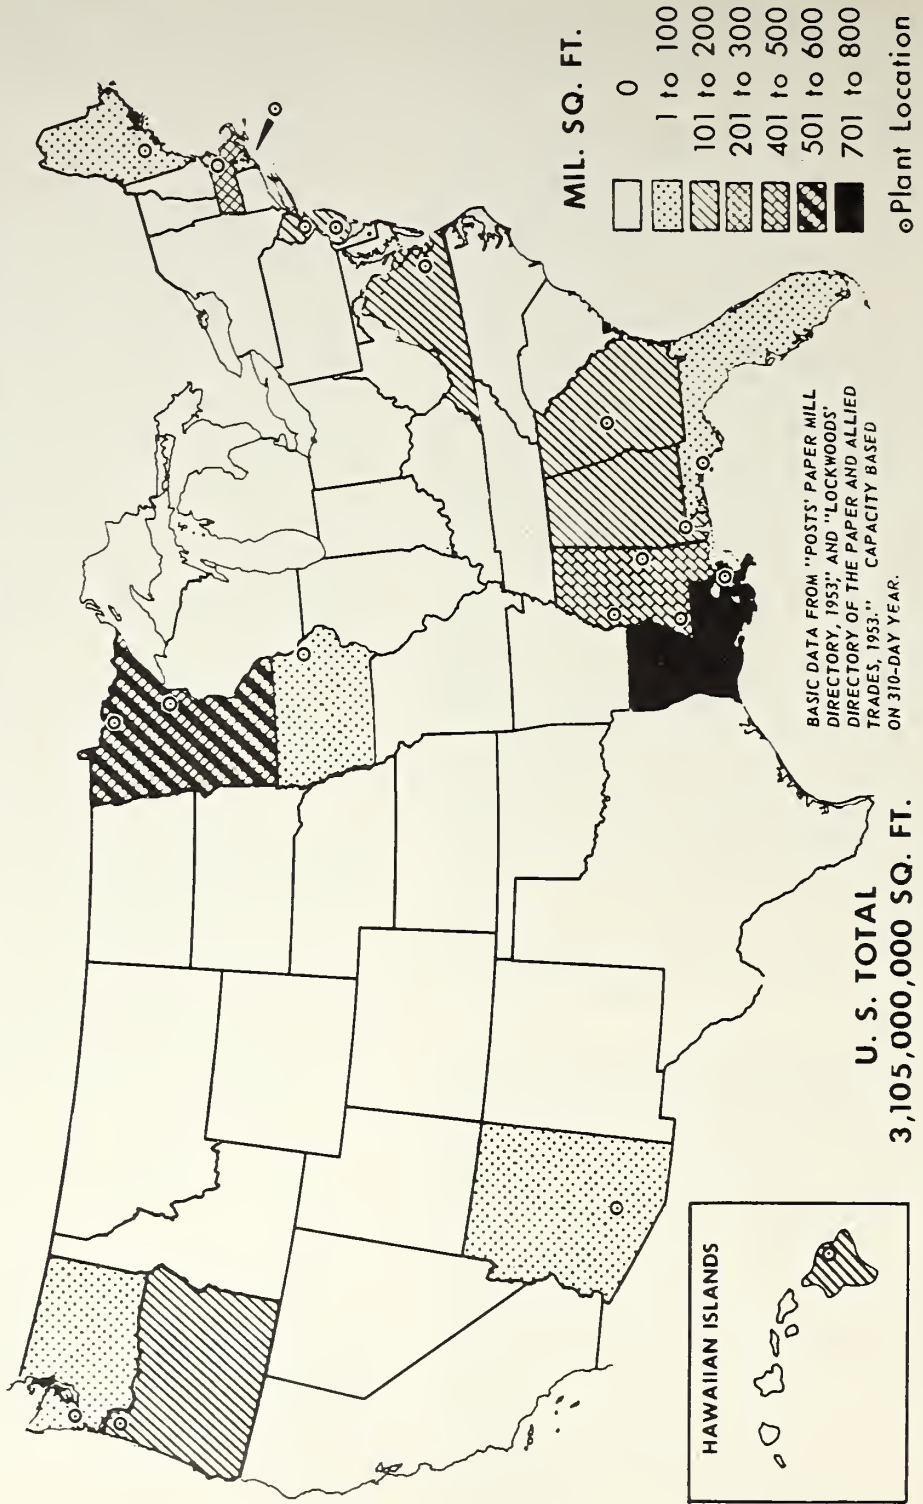 MIL. SQ. FT.
0
1 to 100
101 to 200
201 to 300
401 to 500
501 to 600
701 to 800
Plant Location
BASIC DATA FROM "POSTS' PAPER MILL
DIRECTORY, 1953," AND "LOCKWOODS'
DIRECTORY OF THE PAPER AND ALLIED
TRADES, 1953." CAPACITY BASED
ON 310-DAY YEAR.
U. S. TOTAL
3,105,000,000 SQ. FT.
HAWAIIAN ISLANDS